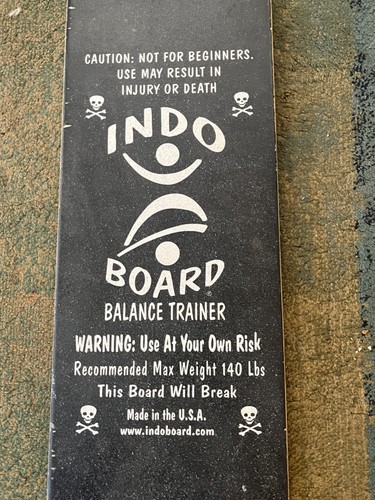 CAUTION: NOT FOR BEGINNERS.
USE MAY RESULT IN
INJURY OR DEATH
INDO
BOARD
BALANCE TRAINER
WARNING: Use At Your Own Risk
Recommended Max Weight 140 Lbs
This Board Will Break
Made in the U.S.A.
www.indoboard.com